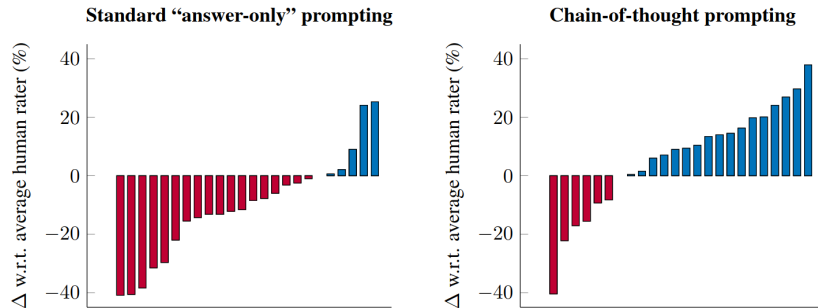 Standard “answer-only” prompting
Δ w.r.t. average human rater (%)
40
20
0
−20
−40
Chain-of-thought prompting
Δ w.r.t. average human rater (%)
40
20
0
−20
−40